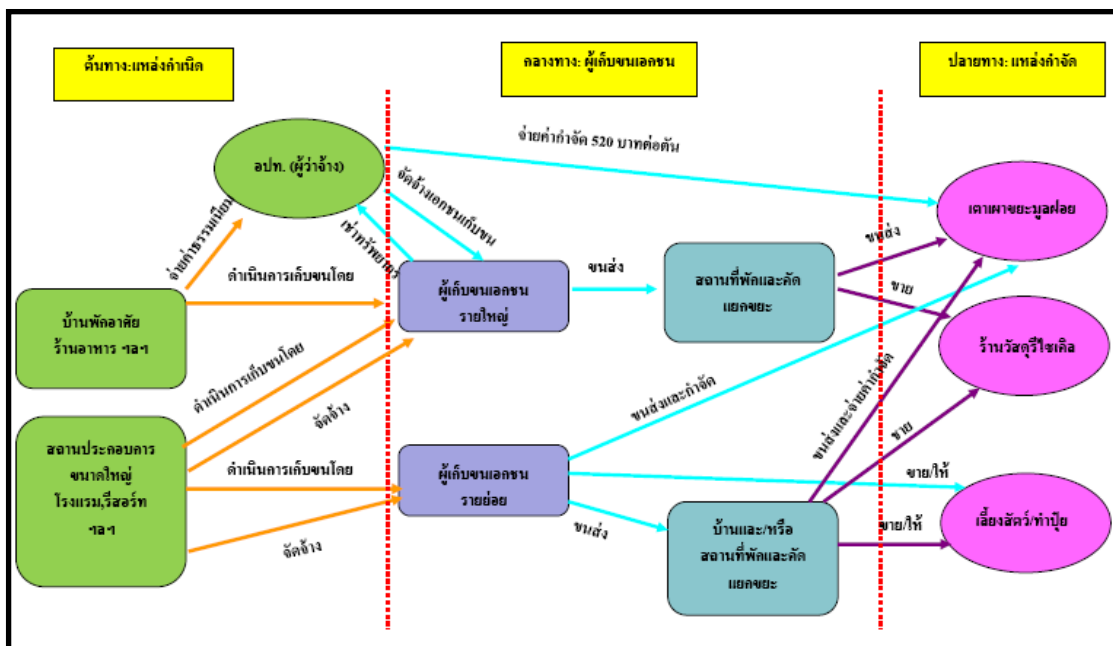 ต้นทาง:แหล่งกำเนิด
กลางทาง: ผู้เก็บขนเอกชน
ปลายทาง: แหล่งกำจัด
อปท. (ผู้ว่าจ้าง)
จ่ายค่ากำจัด 520 บาทต่อตัน
จัดจ้างเอกชนเก็บขน
เช่าทรัพยากร
จ่ายค่าธรรมเนียม
ดำเนินการเก็บขนโดย
บ้านพักอาศัย
ร้านอาหาร ฯลฯ
ผู้เก็บขนเอกชน
รายใหญ่
ขนส่ง
สถานที่พักและคัด
แยกขยะ
ขนส่ง
ขาย
เตาเผาขยะมูลฝอย
ร้านวัสดุรีไซเคิล
ดำเนินการเก็บขนโดย
จัดจ้าง
สถานประกอบการ
ขนาดใหญ่
โรงแรม,รีสอร์ท
ฯลฯ
ดำเนินการเก็บขนโดย
จัดจ้าง
ผู้เก็บขนเอกชน
รายย่อย
ขนส่งและกำจัด
ขนส่ง
ขนส่งและจ่ายค่ากำจัด
ขาย
ขาย/ให้
บ้านและ/หรือ
สถานที่พักและคัด
แยกขยะ
ขาย/ให้
เลี้ยงสัตว์/ทำปุ๋ย